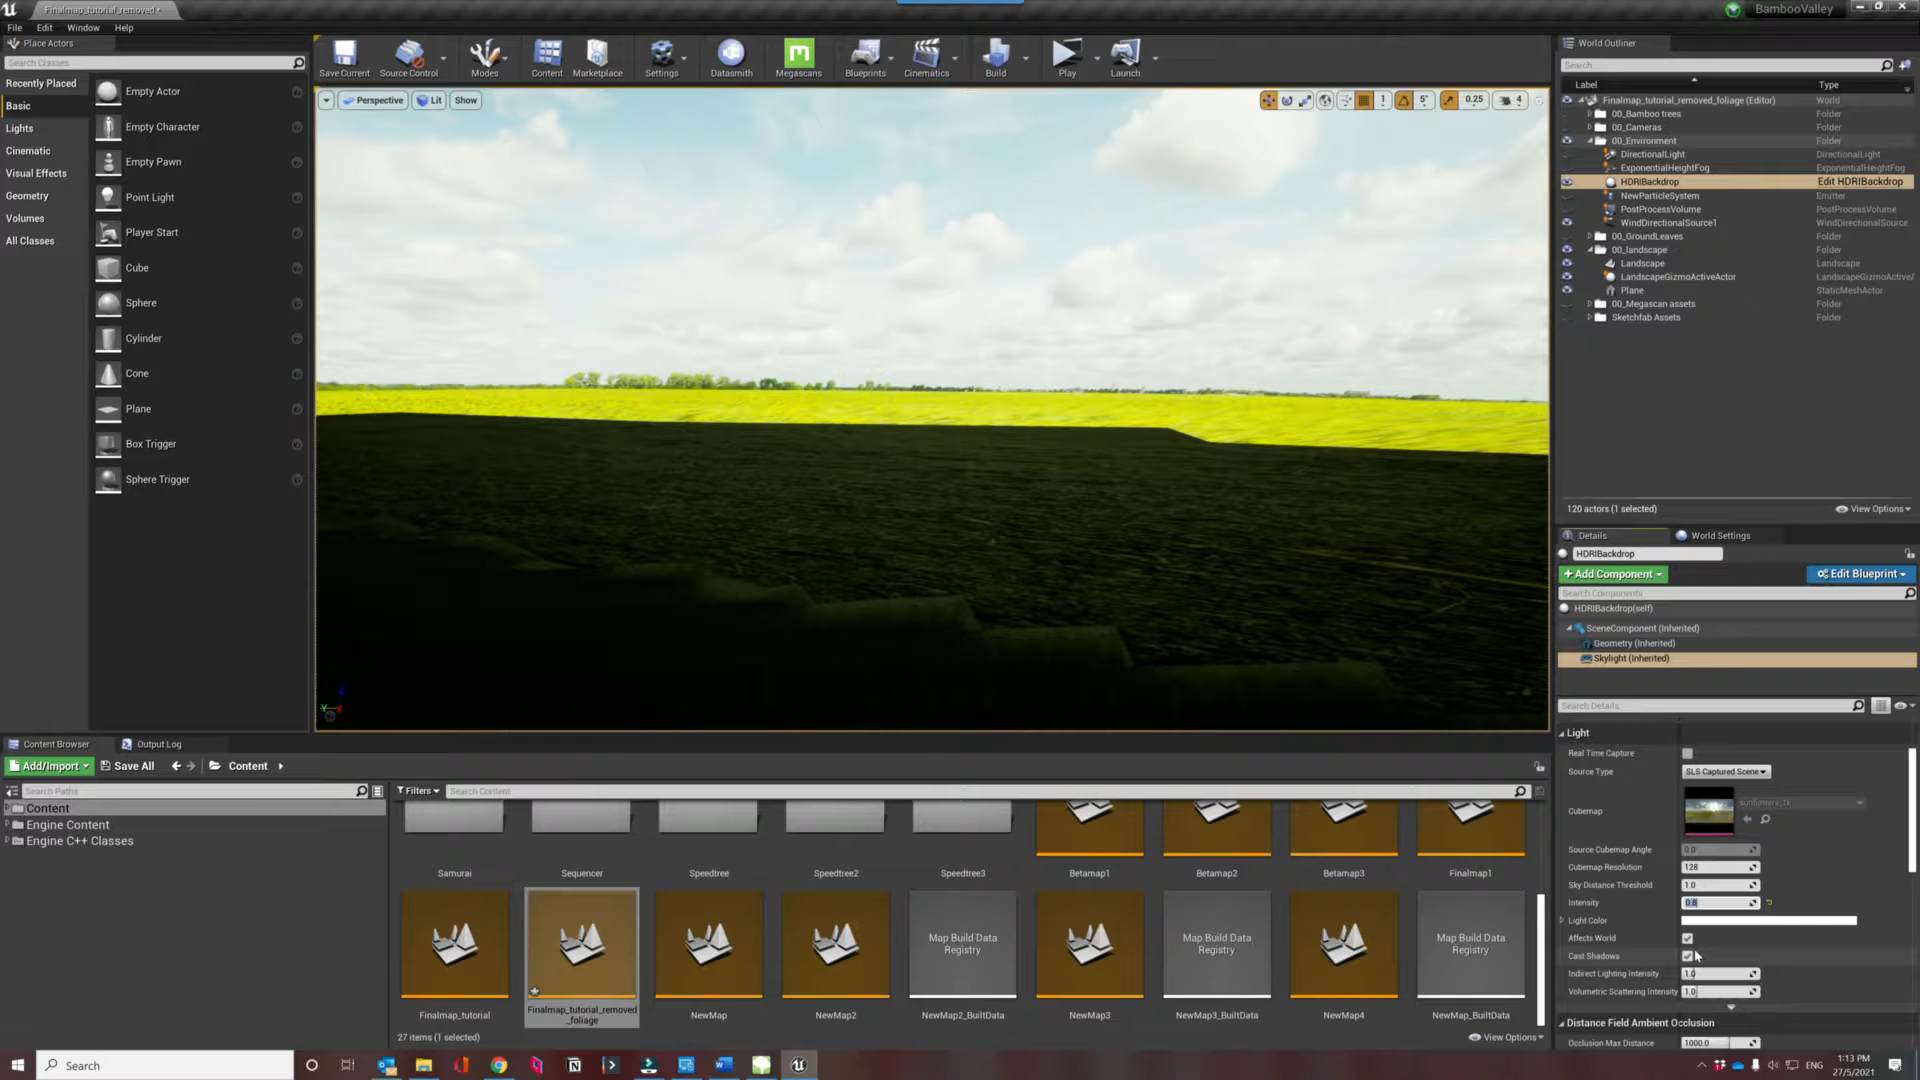 Finalmap_tutorial_removed•
BambooValley
File Edit Window Help
Place Actors
Search Classes
Recently Placed
Basic
Lights
Cinematic
Visual Effects
Geometry
Volumes
All Classes
Empty Actor
Empty Character
Empty Pawn
Point Light
Player Start
Cube
Sphere
Cylinder
Cone
Plane
Box Trigger
Sphere Trigger
Save Current
Source Control
Modes
Content
Marketplace
Settings
Datasmith
Megascans
Blueprints
Cinematics
Build
Play
Launch
Perspective
Lit
Show
1
5°
0.25
4
World Outliner
Search...
Label Type
Finalmap_tutorial_removed_foliage (Editor) World
00_Bamboo trees Folder
00_Cameras Folder
00_Environment Folder
DirectionalLight DirectionalLight
ExponentialHeightFog ExponentialHeightFog
HDRIBackdrop Edit HDRIBackdrop
NewParticleSystem Emitter
PostProcessVolume PostProcessVolume
WindDirectionalSource1 WindDirectionalSource
00_GroundLeaves Folder
00_landscape Folder
Landscape Landscape
LandscapeGizmoActiveActor LandscapeGizmoActiveA
Plane StaticMeshActor
00_Megascan assets Folder
Sketchfab Assets Folder
120 actors (1 selected)
View Options
Details
World Settings
HDRIBackdrop
+ Add Component
Edit Blueprint
Search Components
HDRIBackdrop(self)
SceneComponent (Inherited)
Geometry (Inherited)
Skylight (Inherited)
Search Details
Light
Real Time Capture
Source Type SLS Captured Scene
Cubemap sunflowers_1k
Source Cubemap Angle 0.0
Cubemap Resolution 128
Sky Distance Threshold 1.0
Intensity 0.8
Light Color
Affects World
Cast Shadows
Indirect Lighting Intensity 1.0
Volumetric Scattering Intensity 1.0
Distance Field Ambient Occlusion
Occlusion Max Distance 1000.0
Content Browser
Output Log
Add/Import
Save All
Content
Search Paths
Filters
Search Content
Content
Engine Content
Engine C++ Classes
Samurai
Sequencer
Speedtree
Speedtree2
Speedtree3
Betamap1
Betamap2
Betamap3
Finalmap1
Map Build Data
Registry
Map Build Data
Registry
Map Build Data
Registry
Finalmap_tutorial
Finalmap_tutorial_removed
_foliage
NewMap
NewMap2
NewMap2_BuiltData
NewMap3
NewMap3_BuiltData
NewMap4
NewMap_BuiltData
27 items (1 selected)
View Options
Search
ENG
1:13 PM
27/5/2021